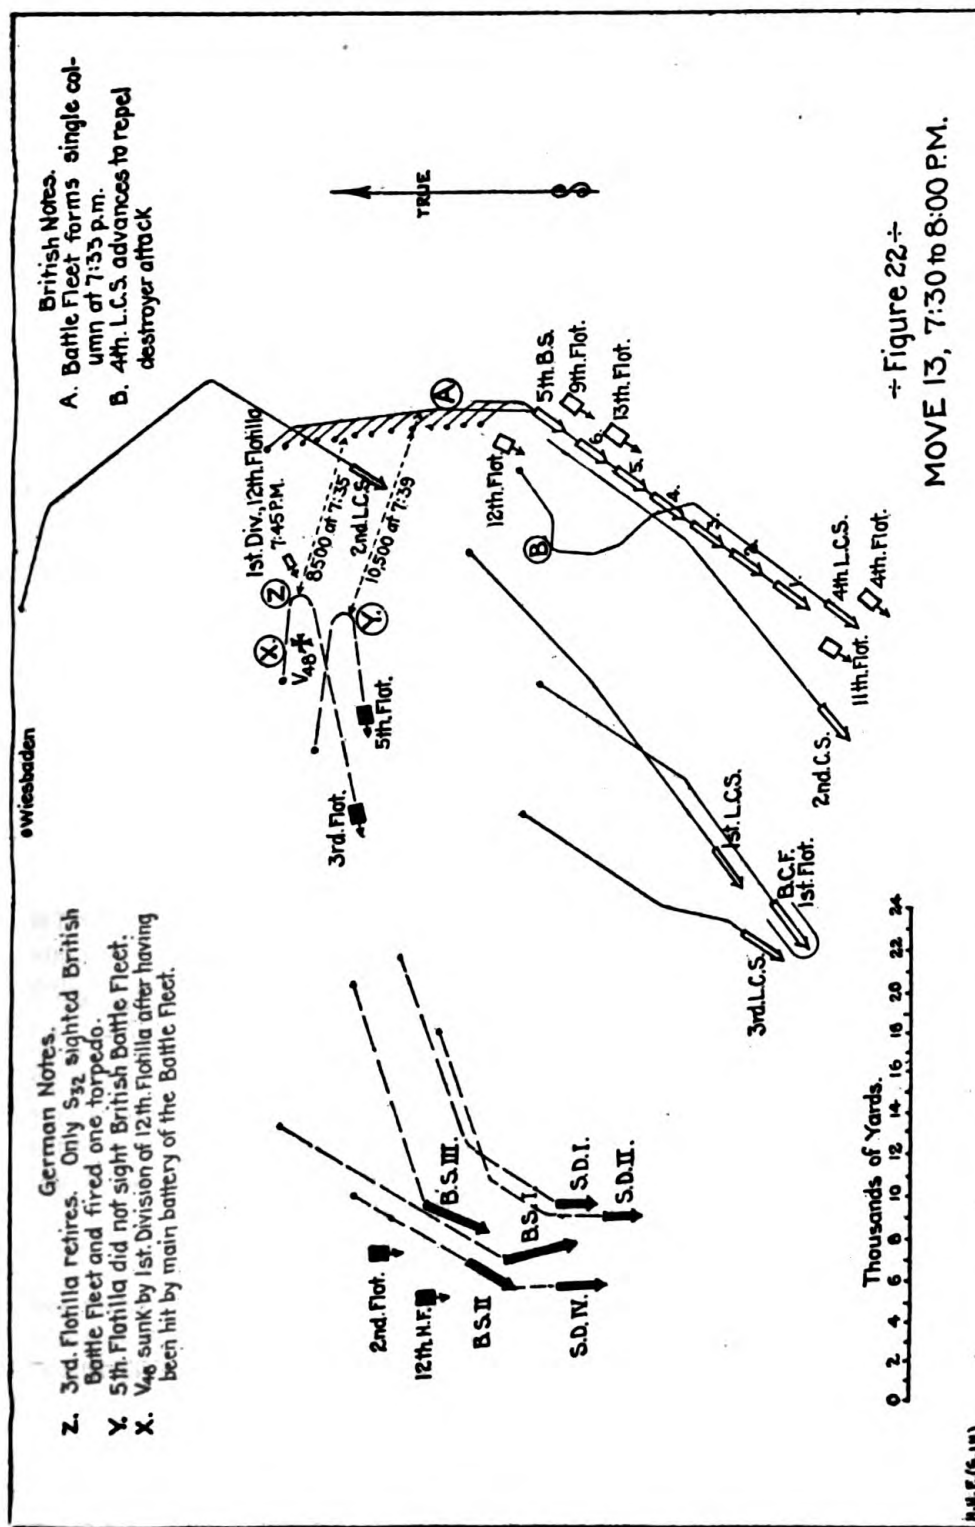 German Notes.
Z. 3rd. Flotilla retires. Only S32 sighted British
Battle Fleet and fired one torpedo.
Y. 5th. Flotilla did not sight British Battle Fleet.
X. V48 sunk by 1st. Division of 12th. Flotilla after having
been hit by main battery of the Battle Fleet.
British Notes.
A. Battle Fleet forms single col-
umn at 7:33 p.m.
B. 4th. L.C.S. advances to repel
destroyer attack
Wiesbaden
TRUE
1st. Div., 12th. Flotilla
7:45 P.M.
Z
X.
V48
8500 at 7:35
2nd. L.C.S.
10,500 at 7:39
Y.
A
3rd. Flot.
5th. Flot.
2nd. Flot.
12th. H.F.
B.S. II
B.S. III.
B.S. I.
S.D. IV.
S.D. I.
S.D. II.
12th. Flot.
B
5th. B.S.
9th. Flot.
13th. Flot.
6.
5.
4.
3.
2.
1.
4th. L.C.S.
4th. Flot.
11th. Flot.
2nd. C.S.
1st. L.C.S.
B.C.F.
1st. Flot.
3rd. L.C.S.
Thousands of Yards.
0 2 4 6 8 10 12 14 16 18 20 22 24
÷ Figure 22 ÷
MOVE 13, 7:30 to 8:00 P.M.